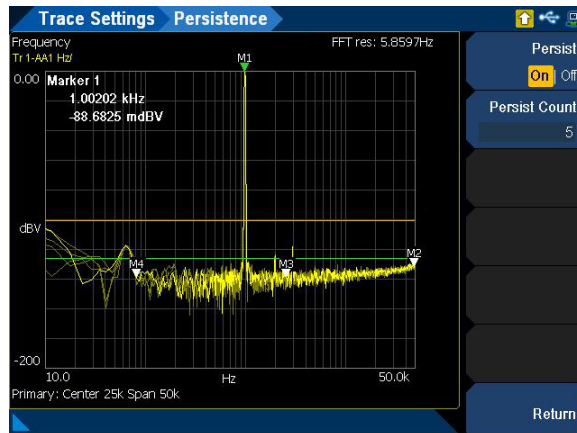 Trace Settings Persistence
Frequency
FFT res: 5.8597Hz
Tr 1-AA1 Hz/
M1
0.00
Marker 1
1.00202 kHz
-88.6825 mdBV
dBV
M4
M3
M2
-200
10.0
Hz
50.0k
Primary: Center 25k Span 50k
Persist
On | Off
Persist Count
5
Return